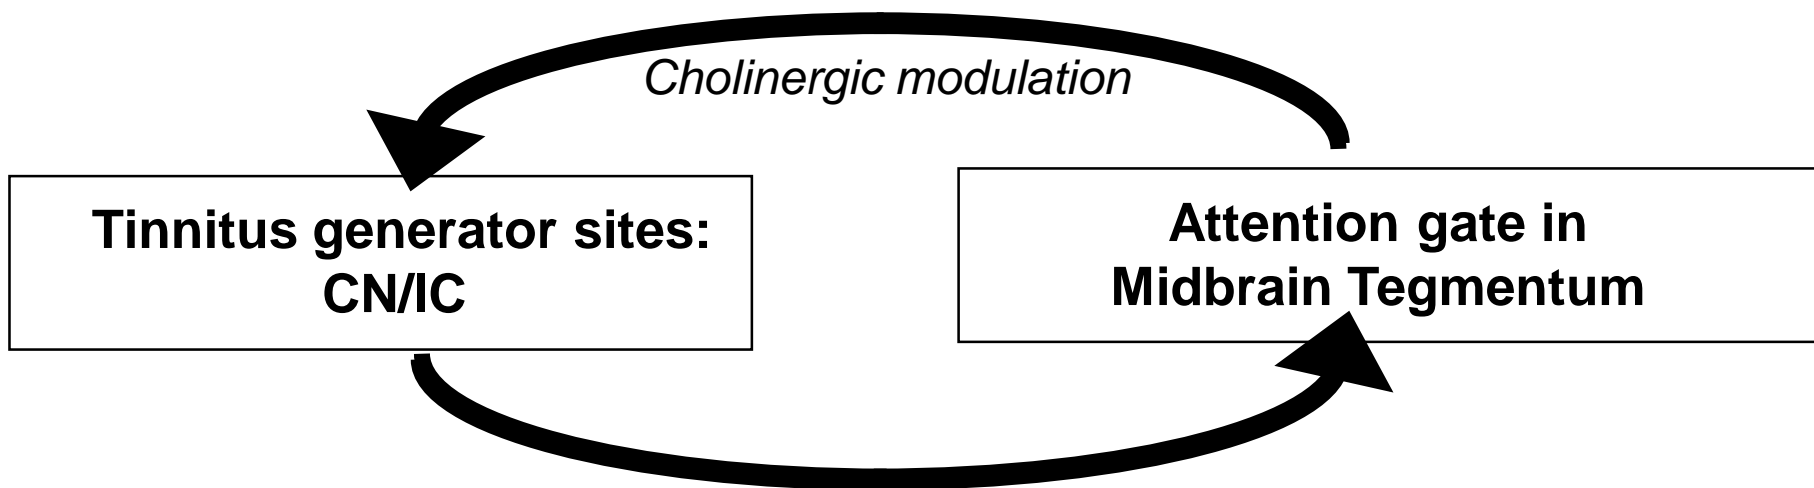 Cholinergic modulation
Tinnitus generator sites:
CN/IC
Attention gate in
Midbrain Tegmentum